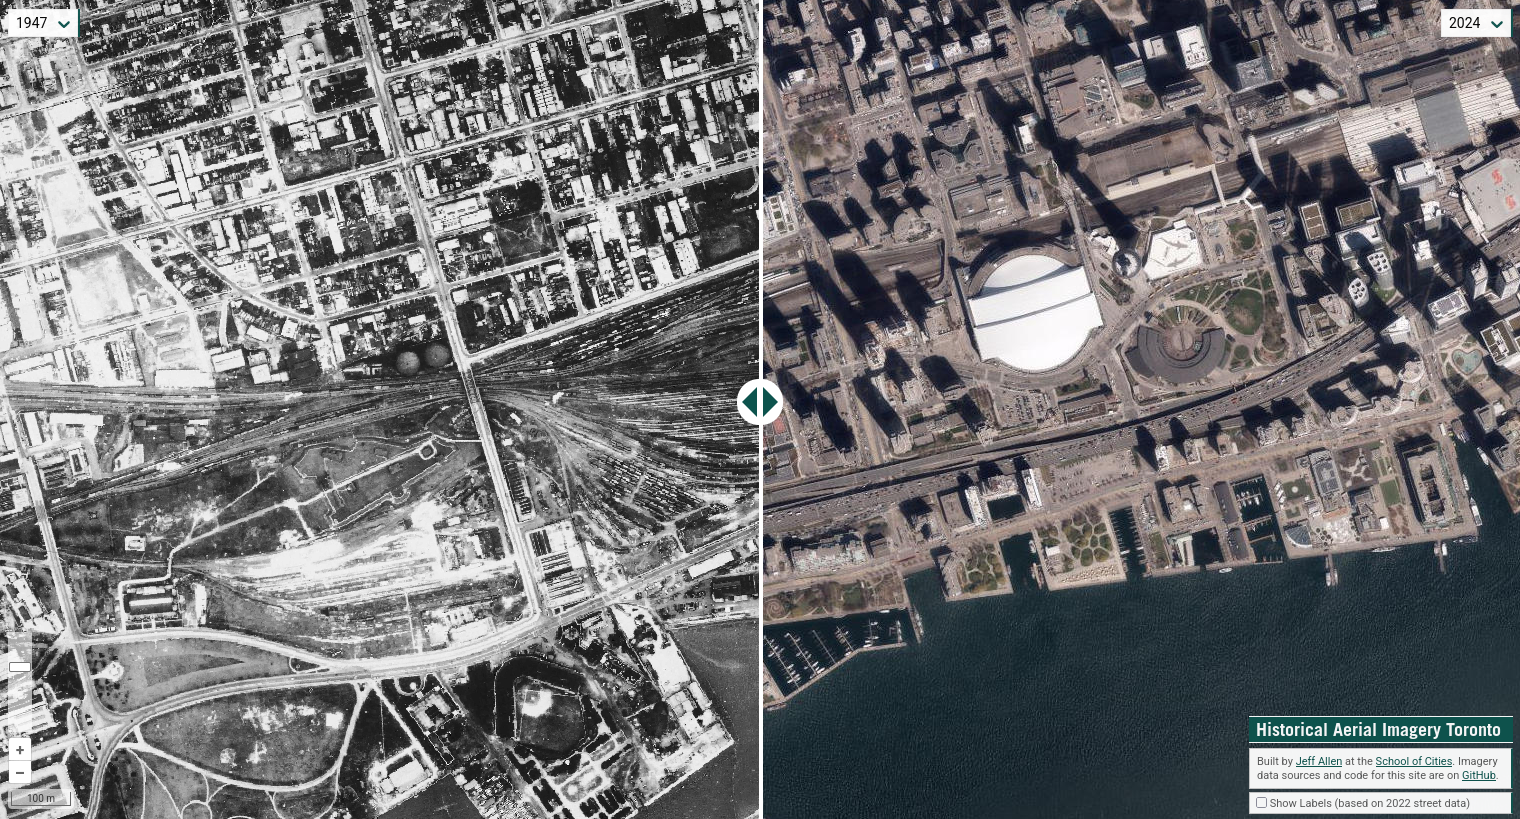 1947
2024
+
−
100 m
Historical Aerial Imagery Toronto
Built by Jeff Allen at the School of Cities. Imagery
data sources and code for this site are on GitHub.
Show Labels (based on 2022 street data)